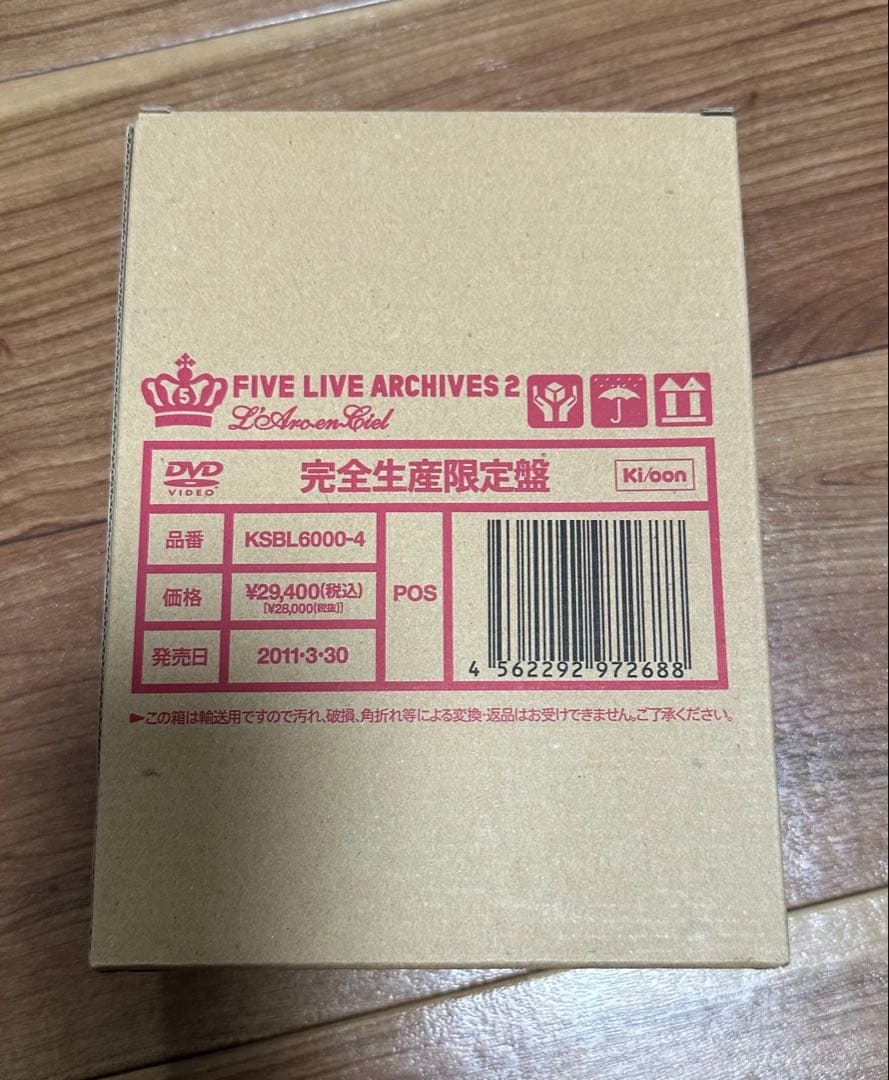 5
FIVE LIVE ARCHIVES 2
L'Arc~en~Ciel
DVD
VIDEO
完全生産限定盤
Ki/oon
品番
KSBL6000-4
価格
¥29,400(税込)
[¥28,000(税抜)]
発売日
2011・3・30
POS
4 562292 972688
►この箱は輸送用ですので汚れ、破損、角折れ等による変換・返品はお受けできません。ご了承ください。